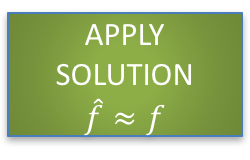 APPLY
SOLUTION
f̂ ≈ f